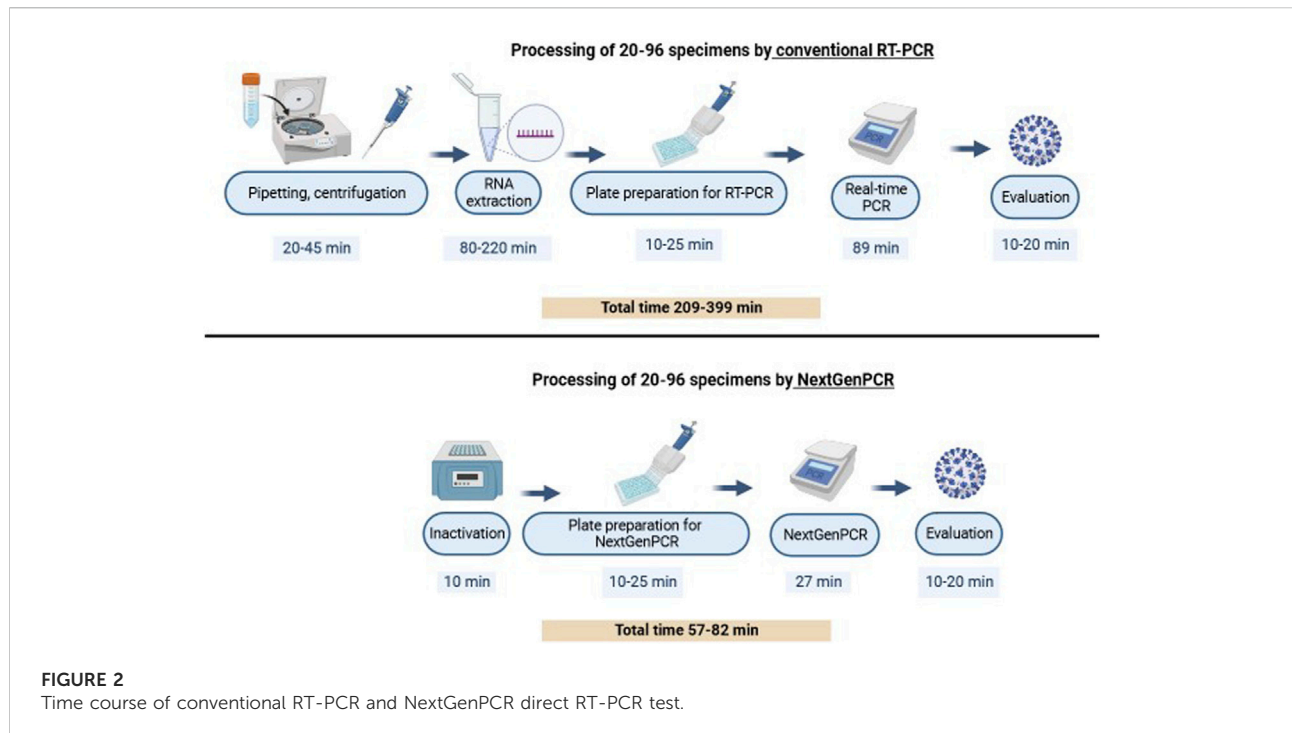 Processing of 20-96 specimens by conventional RT-PCR
Pipetting, centrifugation
RNA
extraction
Plate preparation for RT-PCR
Real-time
PCR
Evaluation
20-45 min
80-220 min
10-25 min
89 min
10-20 min
Total time 209-399 min
Processing of 20-96 specimens by NextGenPCR
PCR
Inactivation
Plate preparation for
NextGenPCR
NextGenPCR
Evaluation
10 min
10-25 min
27 min
10-20 min
Total time 57-82 min
FIGURE 2
Time course of conventional RT-PCR and NextGenPCR direct RT-PCR test.